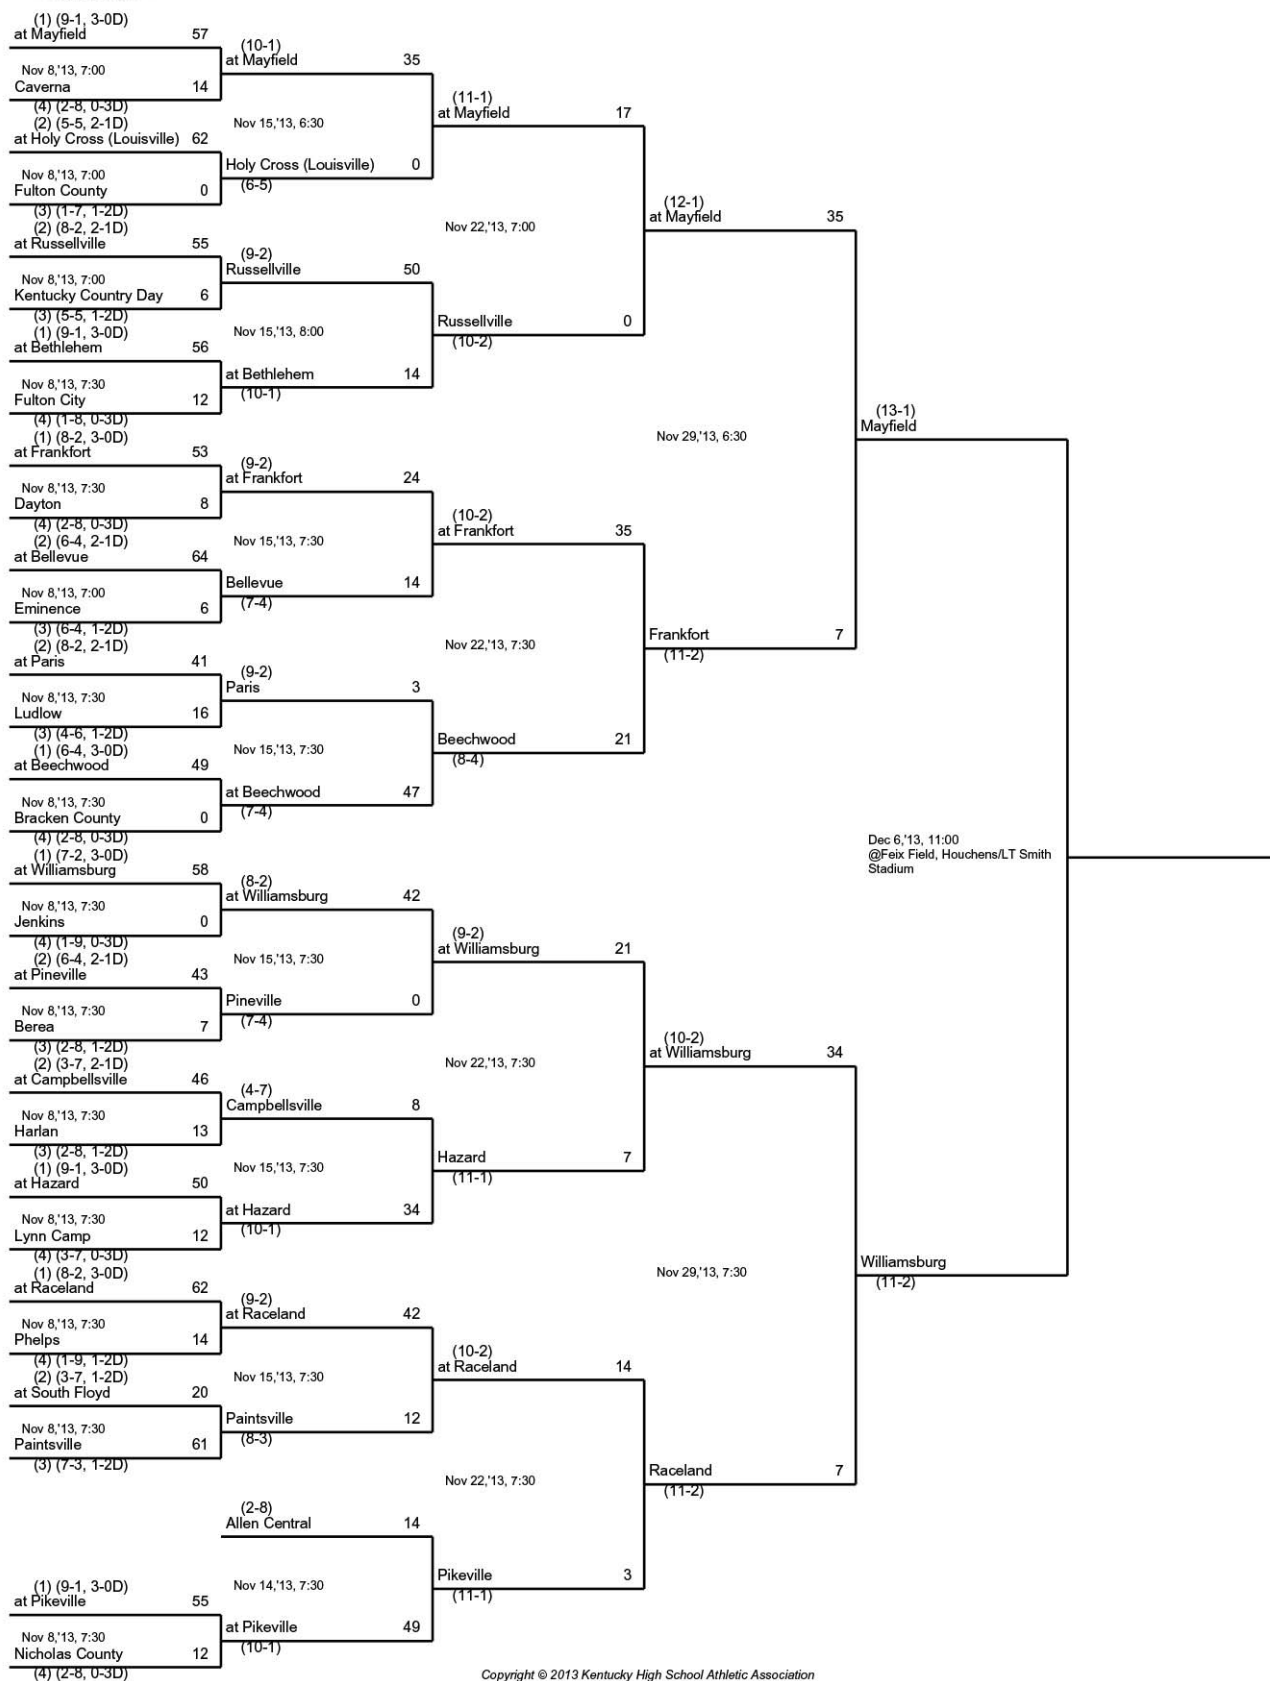 (1) (9-1, 3-0D)
at Mayfield 57
Nov 8,'13, 7:00
Caverna 14
(4) (2-8, 0-3D)
(2) (5-5, 2-1D)
at Holy Cross (Louisville) 62
Nov 8,'13, 7:00
Fulton County 0
(3) (1-7, 1-2D)
(2) (8-2, 2-1D)
at Russellville 55
Nov 8,'13, 7:00
Kentucky Country Day 6
(3) (5-5, 1-2D)
(1) (9-1, 3-0D)
at Bethlehem 56
Nov 8,'13, 7:30
Fulton City 12
(4) (1-8, 0-3D)
(1) (8-2, 3-0D)
at Frankfort 53
Nov 8,'13, 7:30
Dayton 8
(4) (2-8, 0-3D)
(2) (6-4, 2-1D)
at Bellevue 64
Nov 8,'13, 7:00
Eminence 6
(3) (6-4, 1-2D)
(2) (8-2, 2-1D)
at Paris 41
Nov 8,'13, 7:30
Ludlow 16
(3) (4-6, 1-2D)
(1) (6-4, 3-0D)
at Beechwood 49
Nov 8,'13, 7:30
Bracken County 0
(4) (2-8, 0-3D)
(1) (7-2, 3-0D)
at Williamsburg 58
Nov 8,'13, 7:30
Jenkins 0
(4) (1-9, 0-3D)
(2) (6-4, 2-1D)
at Pineville 43
Nov 8,'13, 7:30
Berea 7
(3) (2-8, 1-2D)
(2) (3-7, 2-1D)
at Campbellsville 46
Nov 8,'13, 7:30
Harlan 13
(3) (2-8, 1-2D)
(1) (9-1, 3-0D)
at Hazard 50
Nov 8,'13, 7:30
Lynn Camp 12
(4) (3-7, 0-3D)
(1) (8-2, 3-0D)
at Raceland 62
Nov 8,'13, 7:30
Phelps 14
(4) (1-9, 1-2D)
(2) (3-7, 1-2D)
at South Floyd 20
Nov 8,'13, 7:30
Paintsville 61
(3) (7-3, 1-2D)
(1) (9-1, 3-0D)
at Pikeville 55
Nov 8,'13, 7:30
Nicholas County 12
(4) (2-8, 0-3D)
(10-1)
at Mayfield 35
Nov 15,'13, 6:30
Holy Cross (Louisville) 0
(6-5)
(9-2)
Russellville 50
Nov 15,'13, 8:00
at Bethlehem 14
(10-1)
(9-2)
at Frankfort 24
Nov 15,'13, 7:30
Bellevue 14
(7-4)
(9-2)
Paris 3
Nov 15,'13, 7:30
at Beechwood 47
(7-4)
(8-2)
at Williamsburg 42
Nov 15,'13, 7:30
Pineville 0
(7-4)
(4-7)
Campbellsville 8
Nov 15,'13, 7:30
at Hazard 34
(10-1)
(9-2)
at Raceland 42
Nov 15,'13, 7:30
Paintsville 12
(8-3)
(2-8)
Allen Central 14
Nov 14,'13, 7:30
at Pikeville 49
(10-1)
(11-1)
at Mayfield 17
Nov 22,'13, 7:00
Russellville 0
(10-2)
(10-2)
at Frankfort 35
Nov 22,'13, 7:30
Beechwood 21
(8-4)
(9-2)
at Williamsburg 21
Nov 22,'13, 7:30
Hazard 7
(11-1)
(10-2)
at Raceland 14
Nov 22,'13, 7:30
Pikeville 3
(11-1)
(12-1)
at Mayfield 35
Nov 29,'13, 6:30
Frankfort 7
(11-2)
(10-2)
at Williamsburg 34
Nov 29,'13, 7:30
Raceland 7
(11-2)
(13-1)
Mayfield
Dec 6,'13, 11:00
@Feix Field, Houchens/LT Smith
Stadium
Williamsburg
(11-2)
Copyright © 2013 Kentucky High School Athletic Association